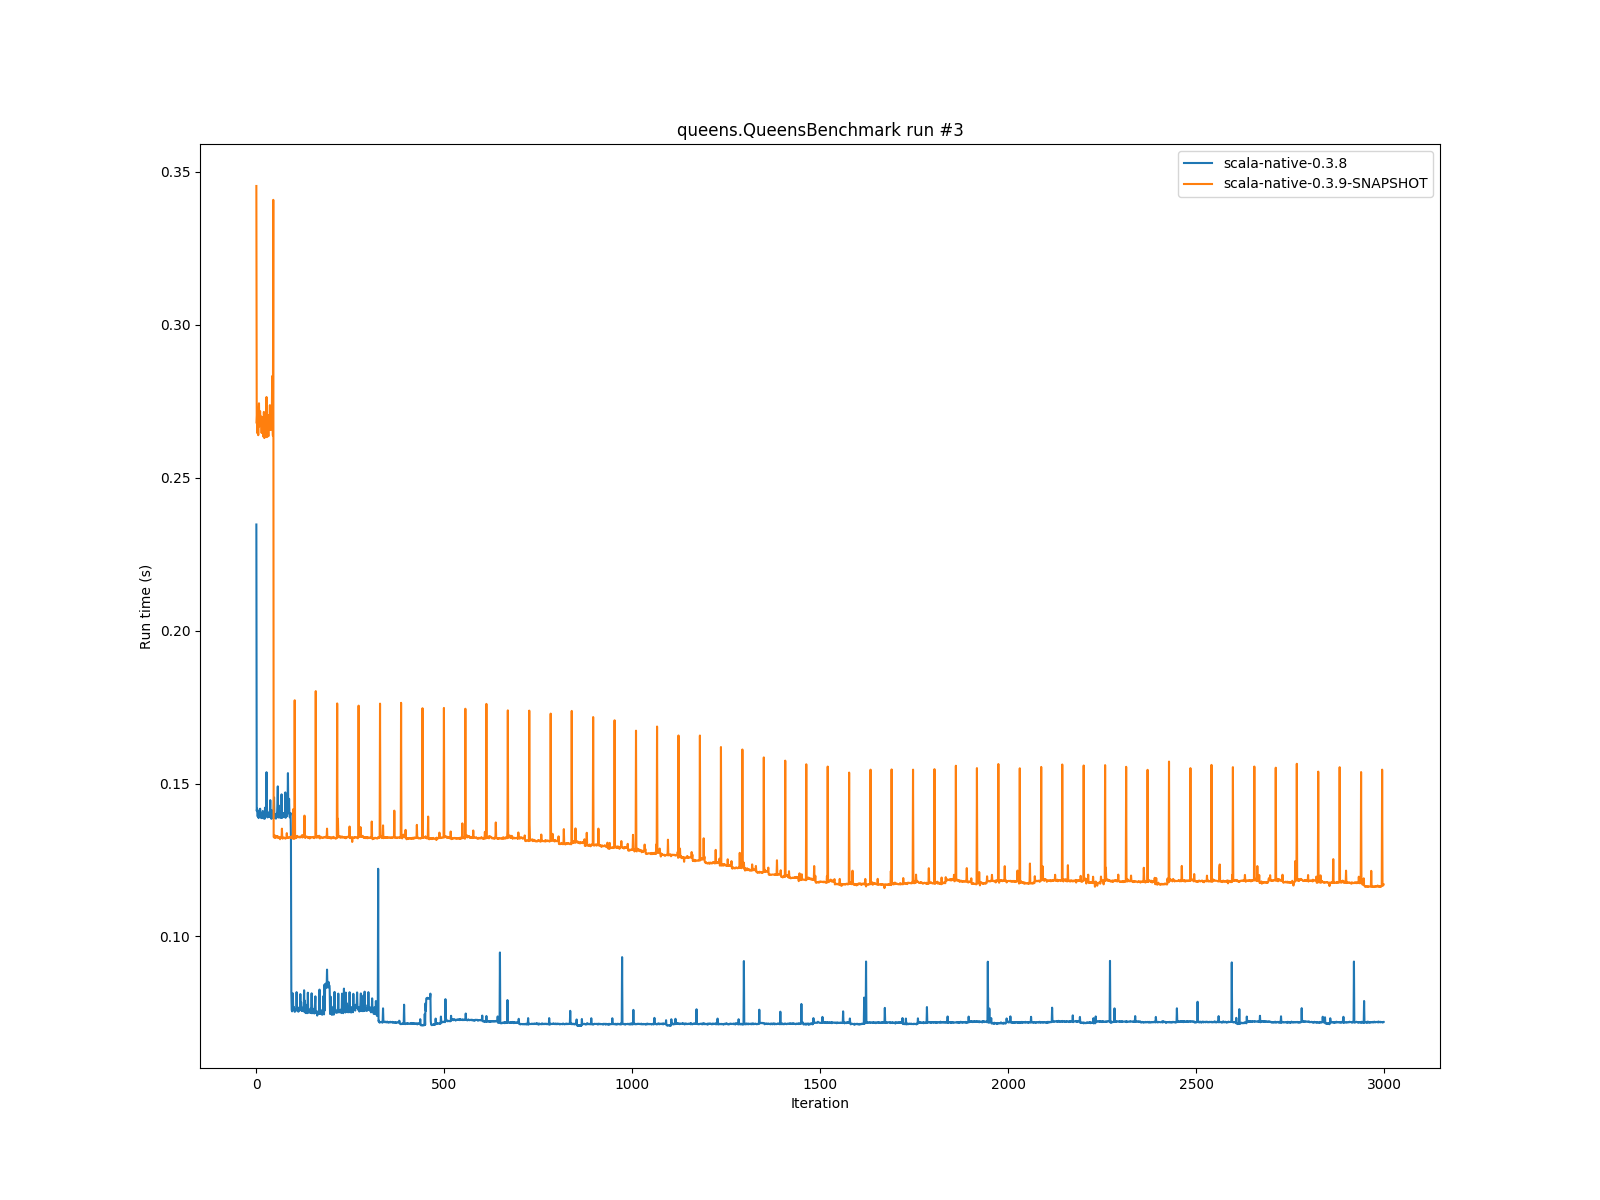 queens.QueensBenchmark run #3
scala-native-0.3.8
scala-native-0.3.9-SNAPSHOT
0.35
0.30
0.25
0.20
0.15
0.10
Run time (s)
0
500
1000
1500
2000
2500
3000
Iteration